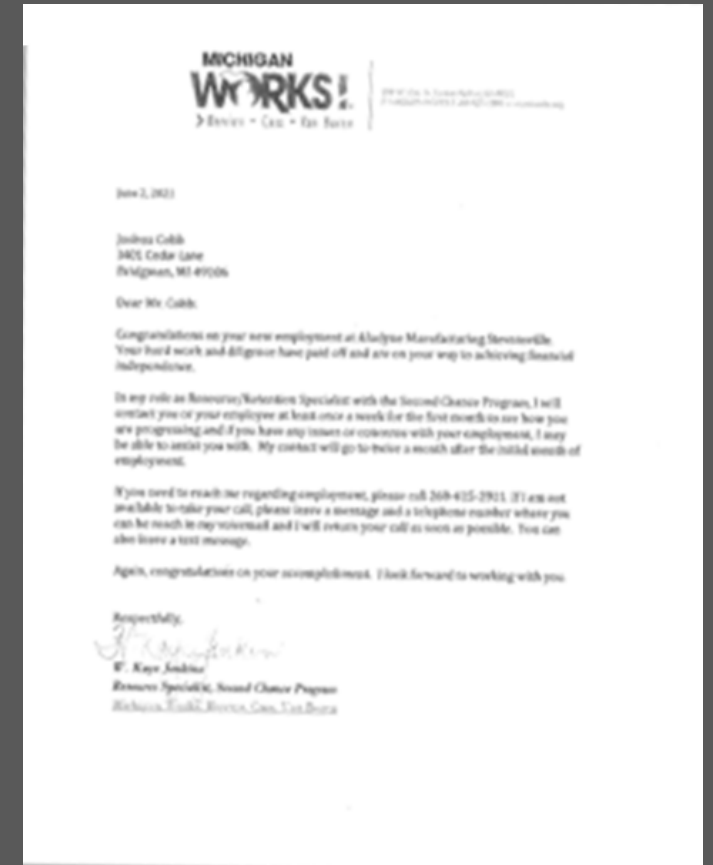 MICHIGAN
WORKS!
Berrien • Cass • Van Buren
June 2, 2021
Joshua Cobb
3401 Cedar Lane
Bridgman, MI 49106
Dear Mr. Cobb:
Congratulations on your new employment at Manufacturing Stevensville.
Your hard work and diligence have paid off and are on your way to achieving financial
independence.
In my role as Resource/Retention Specialist with the Second Chance Program, I will
contact you or your employee at least once a week for the first month to see how you
are progressing and if you have any issues or concerns with your employment, I may
be able to assist you with. My contact will go to twice a month after the initial month of
employment.
If you need to reach me regarding employment, please call If I am not
available to take your call, please leave a message and a telephone number where you
can be reach in my voicemail and I will return your call as soon as possible. You can
also leave a text message.
Again, congratulations on your accomplishment. I look forward to working with you.
Respectfully,
W. Kaye Jenkins
Resource Specialist, Second Chance Program
Michigan Works! Berrien, Cass, Van Buren